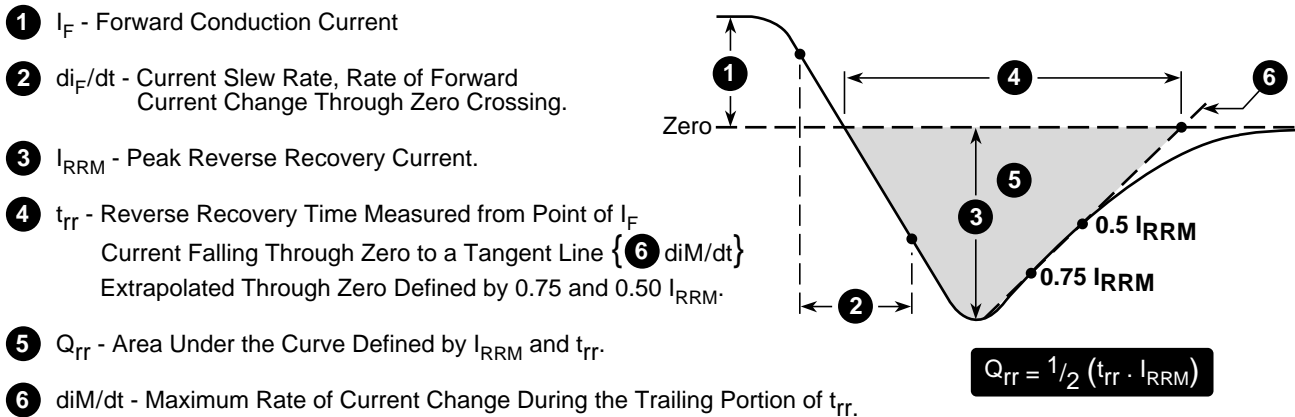 1 I_F - Forward Conduction Current
2 di_F/dt - Current Slew Rate, Rate of Forward
Current Change Through Zero Crossing.
3 I_RRM - Peak Reverse Recovery Current.
4 t_rr - Reverse Recovery Time Measured from Point of I_F
Current Falling Through Zero to a Tangent Line {6 diM/dt}
Extrapolated Through Zero Defined by 0.75 and 0.50 I_RRM.
5 Q_rr - Area Under the Curve Defined by I_RRM and t_rr.
6 diM/dt - Maximum Rate of Current Change During the Trailing Portion of t_rr.
1
4
6
Zero
5
3
0.5 I_RRM
0.75 I_RRM
2
Q_rr = 1/2 (t_rr . I_RRM)